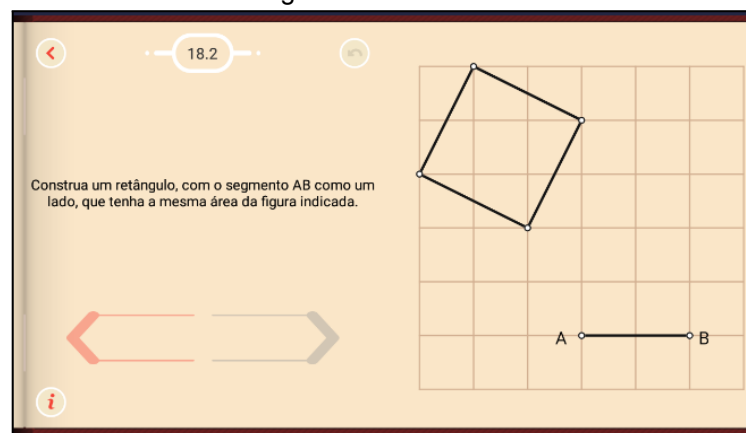 18.2
Construa um retângulo, com o segmento AB como um
lado, que tenha a mesma área da figura indicada.
A
B
i